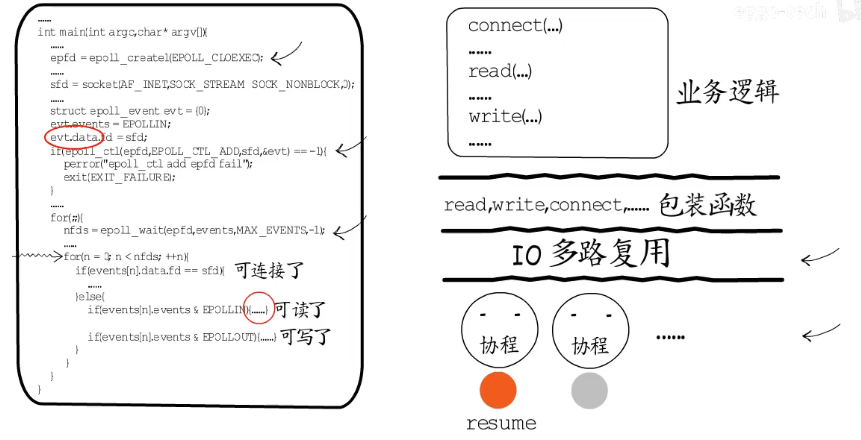 ……
int main(int argc,char* argv[]){
……
epfd = epoll_create1(EPOLL_CLOEXEC);
……
sfd = socket(AF_INET,SOCK_STREAM SOCK_NONBLOCK,0);
……
struct epoll_event evt = {0};
evt.events = EPOLLIN;
evt.data.fd = sfd;
if(epoll_ctl(epfd,EPOLL_CTL_ADD,sfd,&evt) == -1){
perror("epoll_ctl add epfd fail");
exit(EXIT_FAILURE);
}
……
for(;;){
nfds = epoll_wait(epfd,events,MAX_EVENTS,-1);
……
for(n = 0; n < nfds; ++n){
if(events[n].data.fd == sfd){ 可连接了
……
}else{
if(events[n].events & EPOLLIN){……} 可读了
if(events[n].events & EPOLLOUT){……} 可写了
}
}
}
}
connect(…)
……
read(…)
……
write(…)
……
业务逻辑
read,write,connect,…… 包装函数
IO 多路复用
协程 协程 ……
resume